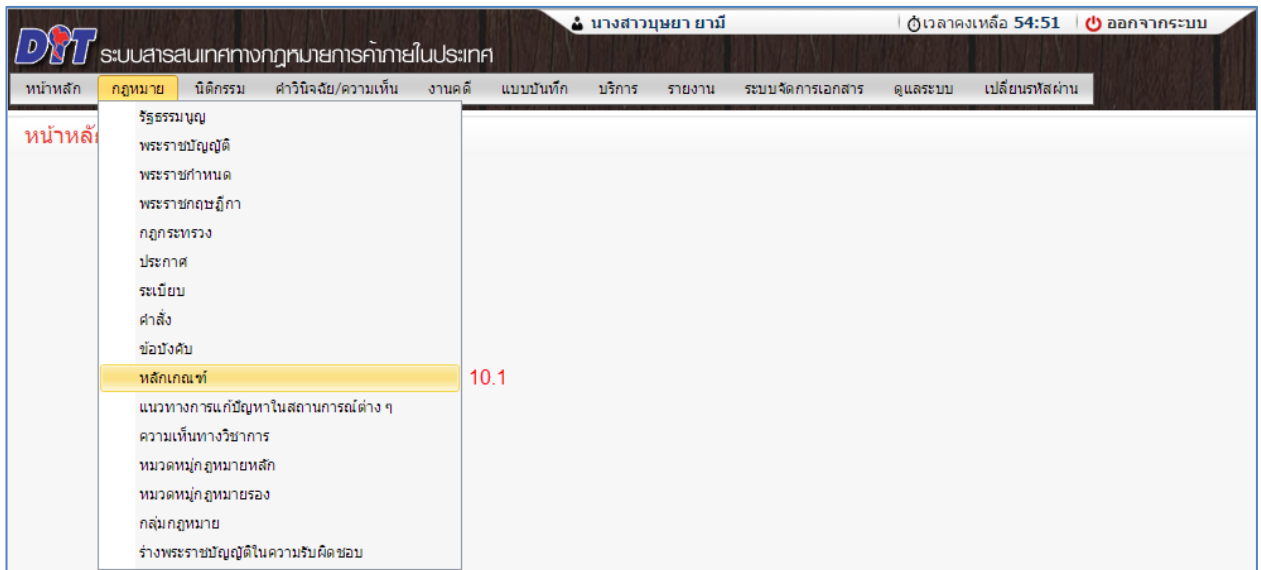 นางสาวบุษยา ยามี เวลาคงเหลือ 54:51 ออกจากระบบ
DIT ระบบสารสนเทศทางกฎหมายการค้าภายในประเทศ
หน้าหลัก กฎหมาย นิติกรรม คำวินิจฉัย/ความเห็น งานคดี แบบบันทึก บริการ รายงาน ระบบจัดการเอกสาร ดูแลระบบ เปลี่ยนรหัสผ่าน
หน้าหลั
รัฐธรรมนูญ
พระราชบัญญัติ
พระราชกำหนด
พระราชกฤษฎีกา
กฎกระทรวง
ประกาศ
ระเบียบ
คำสั่ง
ข้อบังคับ
หลักเกณฑ์ 10.1
แนวทางการแก้ปัญหาในสถานการณ์ต่าง ๆ
ความเห็นทางวิชาการ
หมวดหมู่กฎหมายหลัก
หมวดหมู่กฎหมายรอง
กลุ่มกฎหมาย
ร่างพระราชบัญญัติในความรับผิดชอบ